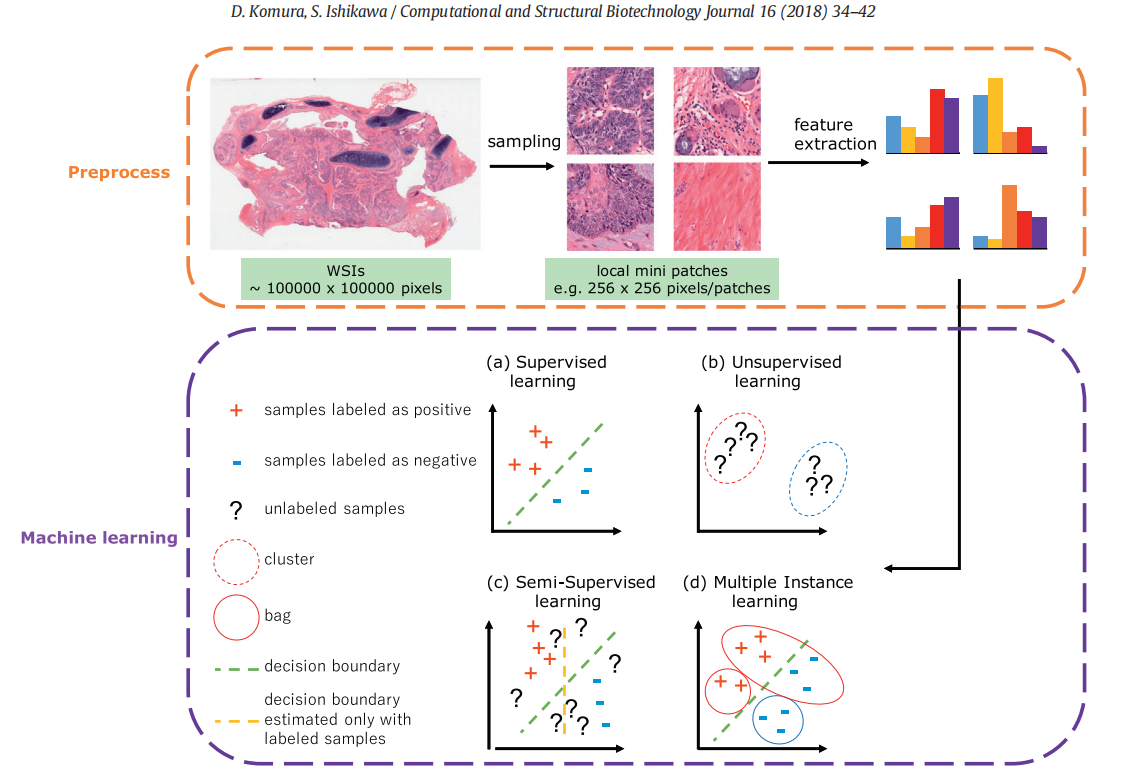 D. Komura, S. Ishikawa / Computational and Structural Biotechnology Journal 16 (2018) 34–42
Preprocess
sampling
feature
extraction
WSIs
~ 100000 x 100000 pixels
local mini patches
e.g. 256 x 256 pixels/patches
Machine learning
+ samples labeled as positive
- samples labeled as negative
? unlabeled samples
cluster
bag
decision boundary
decision boundary
estimated only with
labeled samples
(a) Supervised
learning
(b) Unsupervised
learning
? ? ? ?
? ? ?
(c) Semi-Supervised
learning
? ? ? ? ? ? ?
(d) Multiple Instance
learning